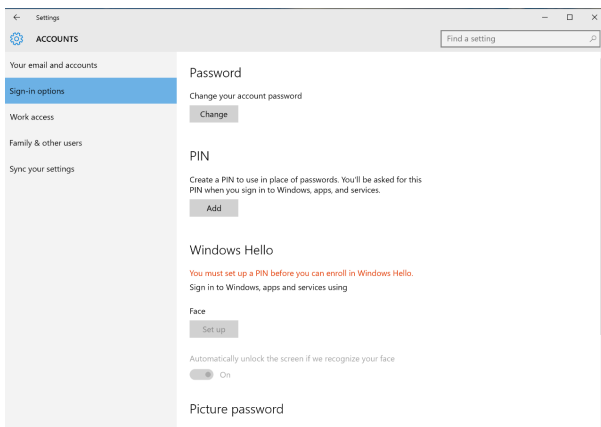 Settings
ACCOUNTS
Find a setting
Your email and accounts
Sign-in options
Work access
Family & other users
Sync your settings
Password
Change your account password
Change
PIN
Create a PIN to use in place of passwords. You'll be asked for this
PIN when you sign in to Windows, apps, and services.
Add
Windows Hello
You must set up a PIN before you can enroll in Windows Hello.
Sign in to Windows, apps and services using
Face
Set up
Automatically unlock the screen if we recognize your face
On
Picture password